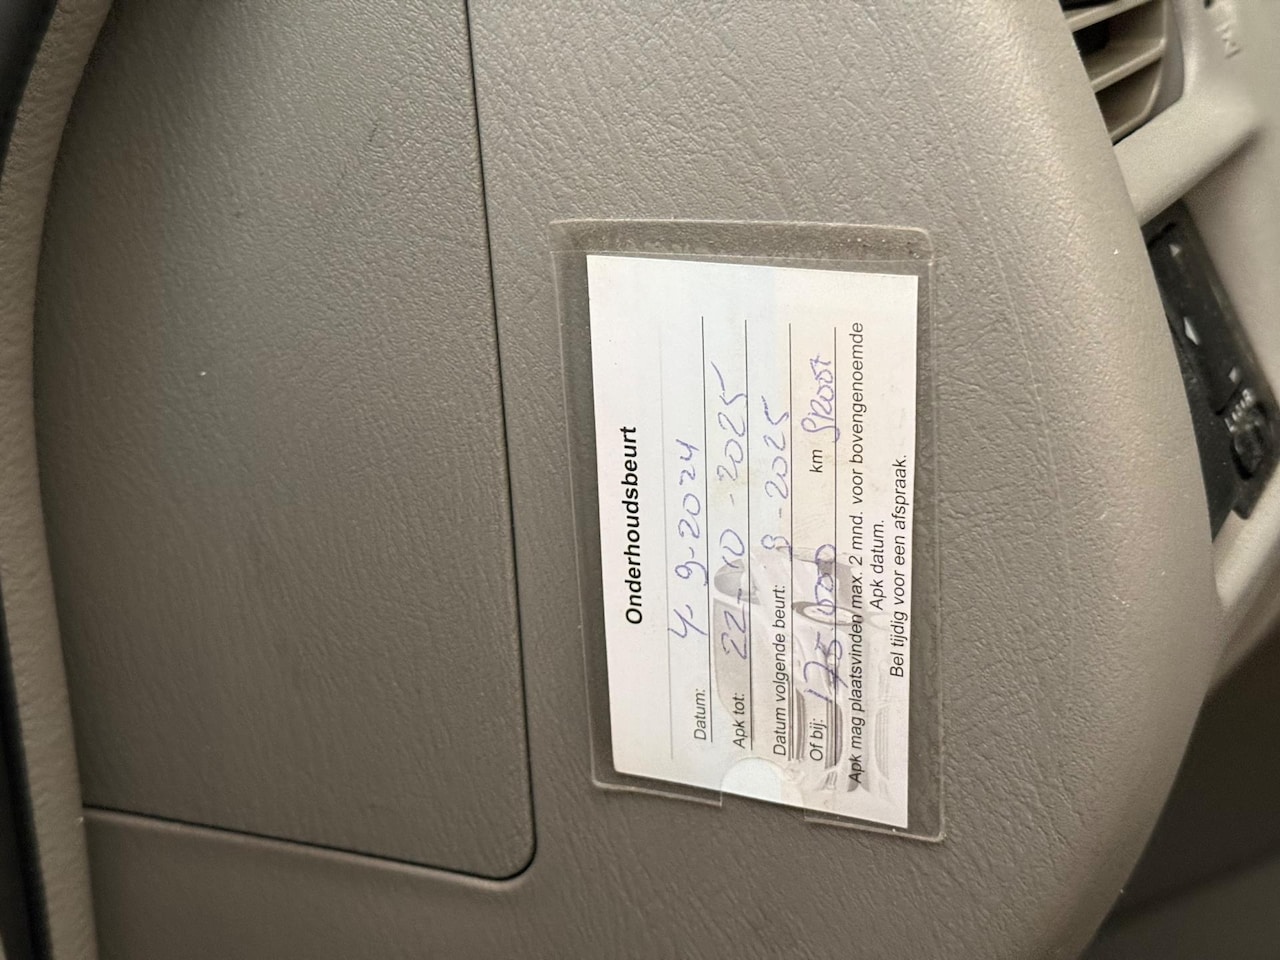 Onderhoudsbeurt
Datum: 4-9-2024
Apk tot: 22-10-2025
Datum volgende beurt: 8-2025
Of bij: 175000 km
Apk mag plaatsvinden max. 2 mnd. voor bovengenoemde
Apk datum.
Bel tijdig voor een afspraak.